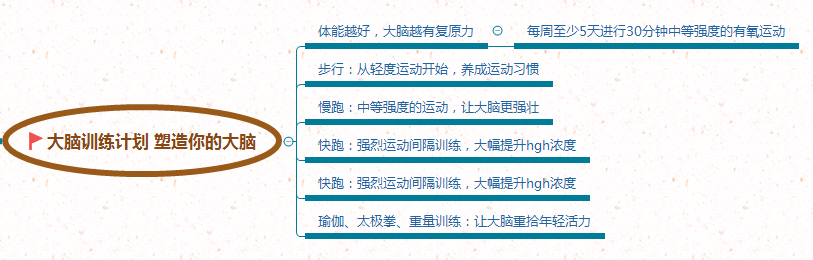 体能越好，大脑越有复原力
每周至少5天进行30分钟中等强度的有氧运动
步行：从轻度运动开始，养成运动习惯
慢跑：中等强度的运动，让大脑更强壮
大脑训练计划 塑造你的大脑
快跑：强烈运动间隔训练，大幅提升hgh浓度
快跑：强烈运动间隔训练，大幅提升hgh浓度
瑜伽、太极拳、重量训练：让大脑重拾年轻活力